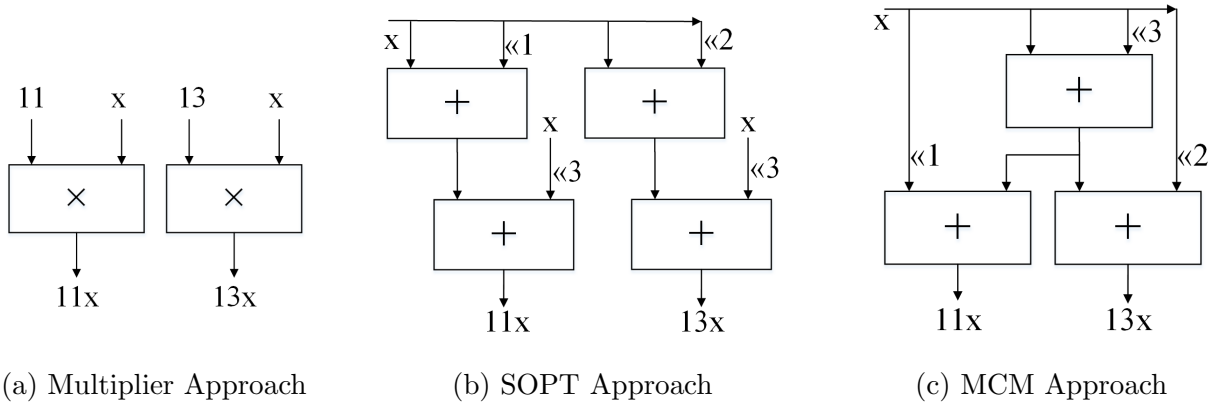 11 x 13 x
× ×
11x 13x
(a) Multiplier Approach
x «1 «2
+ +
x x
«3 «3
+ +
11x 13x
(b) SOPT Approach
x «3
+
«1 «2
+ +
11x 13x
(c) MCM Approach